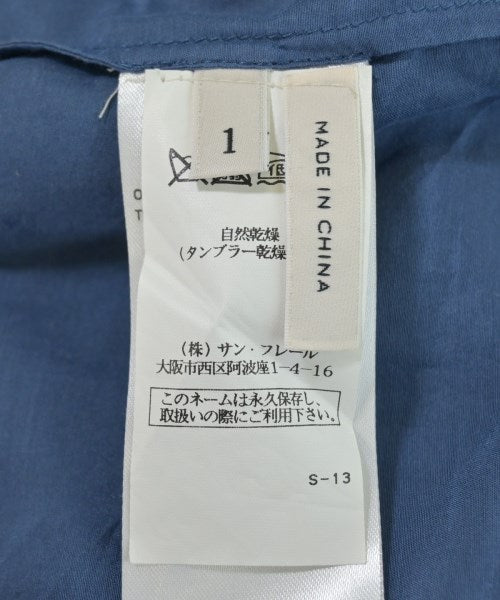 1
MADE IN CHINA
低
自然乾燥
(タンブラー乾燥
(株) サン・フレール
大阪市西区阿波座1-4-16
このネームは永久保存し、
取扱いの際にご利用下さい。
S-13